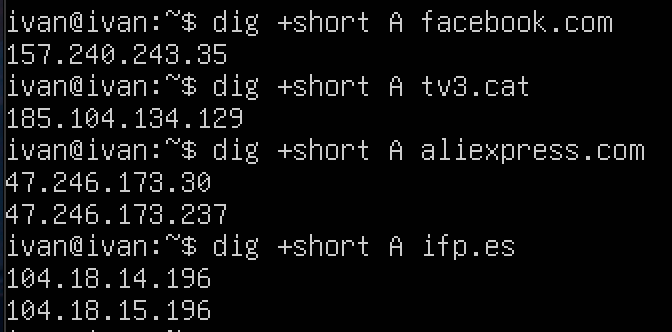 ivan@ivan:~$ dig +short A facebook.com
157.240.243.35
ivan@ivan:~$ dig +short A tv3.cat
185.104.134.129
ivan@ivan:~$ dig +short A aliexpress.com
47.246.173.30
47.246.173.237
ivan@ivan:~$ dig +short A ifp.es
104.18.14.196
104.18.15.196